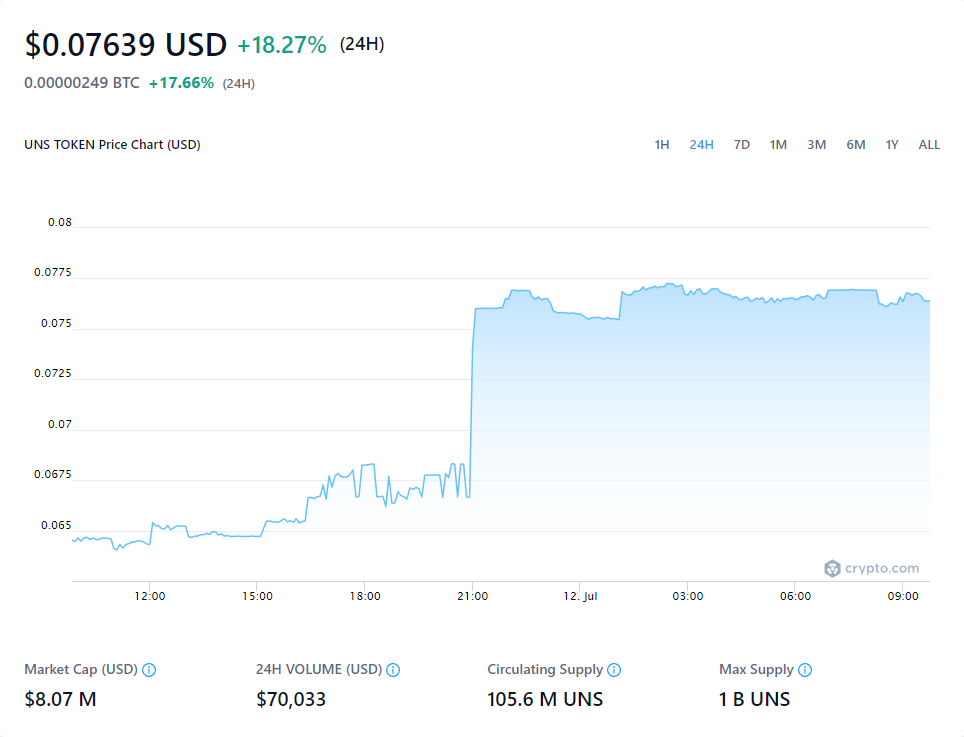 $0.07639 USD +18.27% (24H)
0.00000249 BTC +17.66% (24H)
UNS TOKEN Price Chart (USD) 1H 24H 7D 1M 3M 6M 1Y ALL
0.08
0.0775
0.075
0.0725
0.07
0.0675
0.065
crypto.com
12:00 15:00 18:00 21:00 12. Jul 03:00 06:00 09:00
Market Cap (USD) 24H VOLUME (USD) Circulating Supply Max Supply
$8.07 M $70,033 105.6 M UNS 1 B UNS